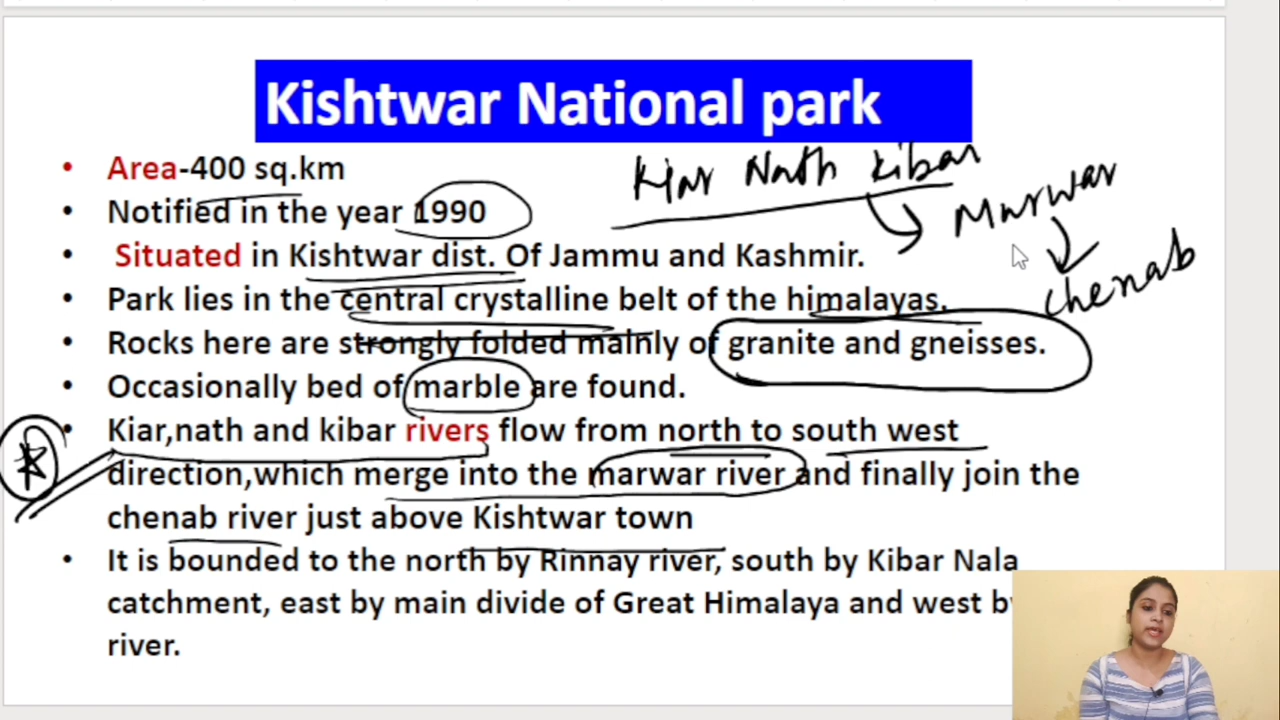 Kishtwar National park
• Area-400 sq.km
Kiar Nath Kibar
Marwar
chenab
• Notified in the year 1990
• Situated in Kishtwar dist. Of Jammu and Kashmir.
• Park lies in the central crystalline belt of the himalayas.
• Rocks here are strongly folded mainly of granite and gneisses.
• Occasionally bed of marble are found.
• Kiar,nath and kibar rivers flow from north to south west
direction,which merge into the marwar river and finally join the
chenab river just above Kishtwar town
• It is bounded to the north by Rinnay river, south by Kibar Nala
catchment, east by main divide of Great Himalaya and west by
river.